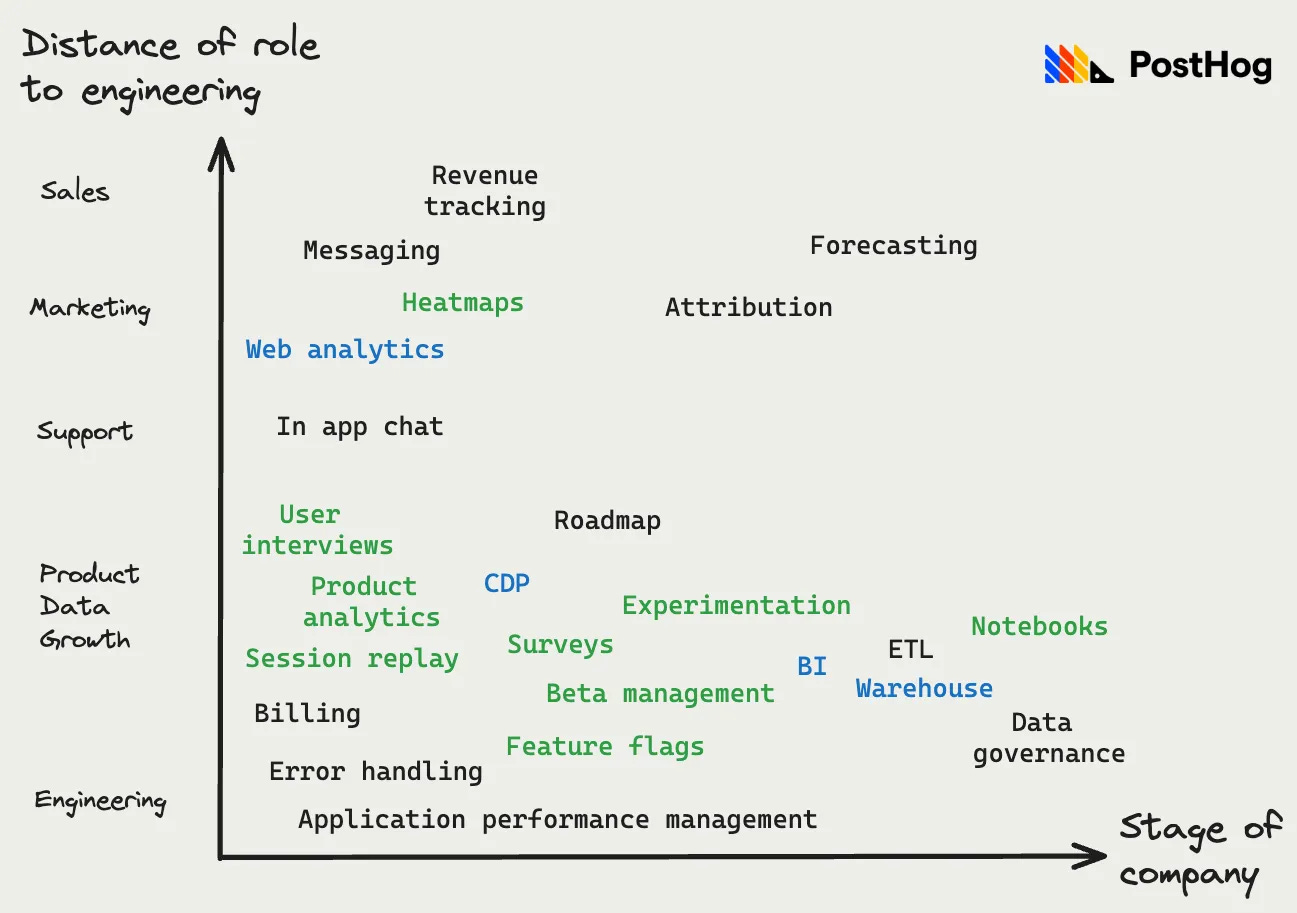 Distance of role
to engineering
PostHog
Sales
Revenue
tracking
Messaging
Forecasting
Marketing
Heatmaps
Attribution
Web analytics
Support
In app chat
User
interviews
Roadmap
Product
Data
Growth
Product
analytics
CDP
Experimentation
Notebooks
Surveys
ETL
Session replay
BI
Warehouse
Beta management
Billing
Data
governance
Feature flags
Error handling
Engineering
Application performance management
Stage of
company